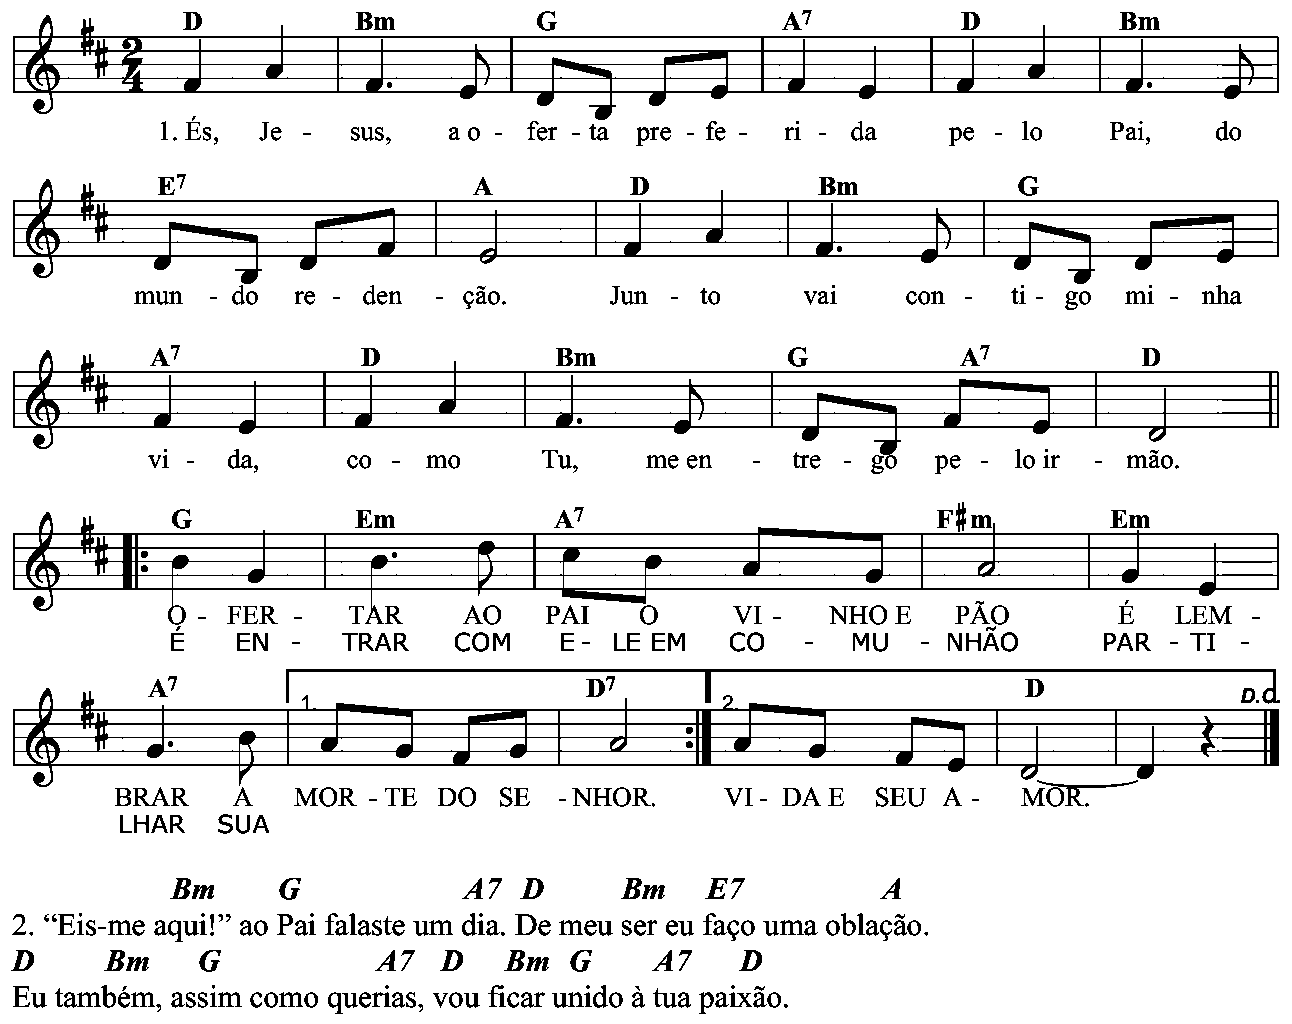 D Bm G A7 D Bm
2/4
1. És, Je - sus, a o - fer - ta pre - fe - ri - da pe - lo Pai, do
E7 A D Bm G
mun - do re - den - ção. Jun - to vai con - ti - go mi - nha
A7 D Bm G A7 D
vi - da, co - mo Tu, me en - tre - go pe - lo ir - mão.
G Em A7 F#m Em
O - FER - TAR AO PAI O VI - NHO E PÃO É LEM -
É EN - TRAR COM E - LE EM CO - MU - NHÃO PAR - TI -
A7 D7 D
1. 2. D.C.
BRAR A MOR - TE DO SE - NHOR. VI - DA E SEU A - MOR.
LHAR SUA
Bm G A7 D Bm E7 A
2. “Eis-me aqui!” ao Pai falaste um dia. De meu ser eu faço uma oblação.
D Bm G A7 D Bm G A7 D
Eu também, assim como querias, vou ficar unido à tua paixão.